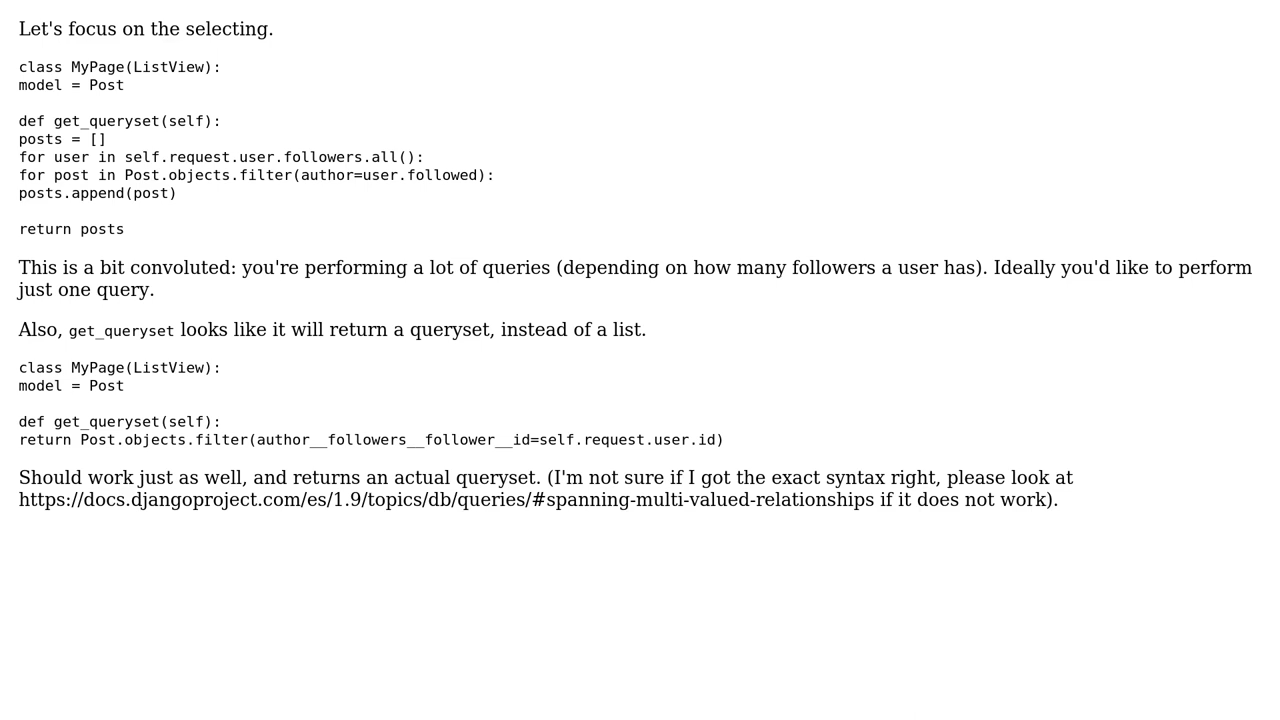 Let's focus on the selecting.
class MyPage(ListView):
model = Post
def get_queryset(self):
posts = []
for user in self.request.user.followers.all():
for post in Post.objects.filter(author=user.followed):
posts.append(post)
return posts
This is a bit convoluted: you're performing a lot of queries (depending on how many followers a user has). Ideally you'd like to perform
just one query.
Also, get_queryset looks like it will return a queryset, instead of a list.
class MyPage(ListView):
model = Post
def get_queryset(self):
return Post.objects.filter(author__followers__follower__id=self.request.user.id)
Should work just as well, and returns an actual queryset. (I'm not sure if I got the exact syntax right, please look at
https://docs.djangoproject.com/es/1.9/topics/db/queries/#spanning-multi-valued-relationships if it does not work).